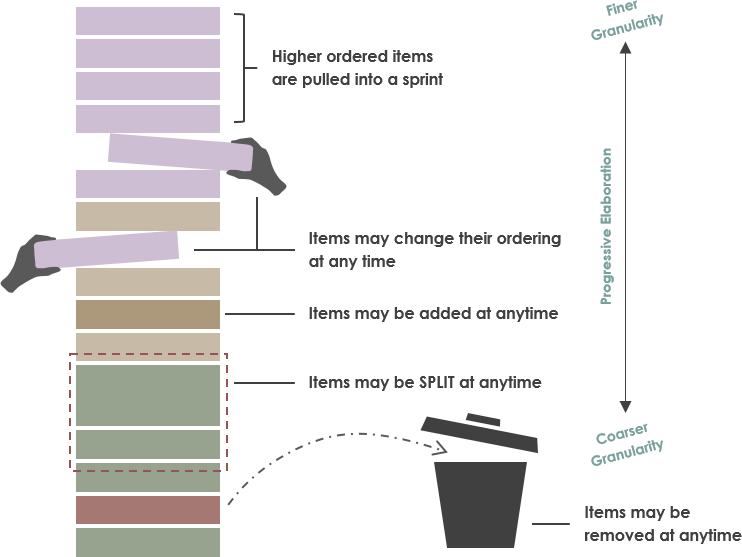 Finer
Granularity
Higher ordered items
are pulled into a sprint
Progressive Elaboration
Items may change their ordering
at any time
Items may be added at anytime
Items may be SPLIT at anytime
Coarser
Granularity
Items may be
removed at anytime